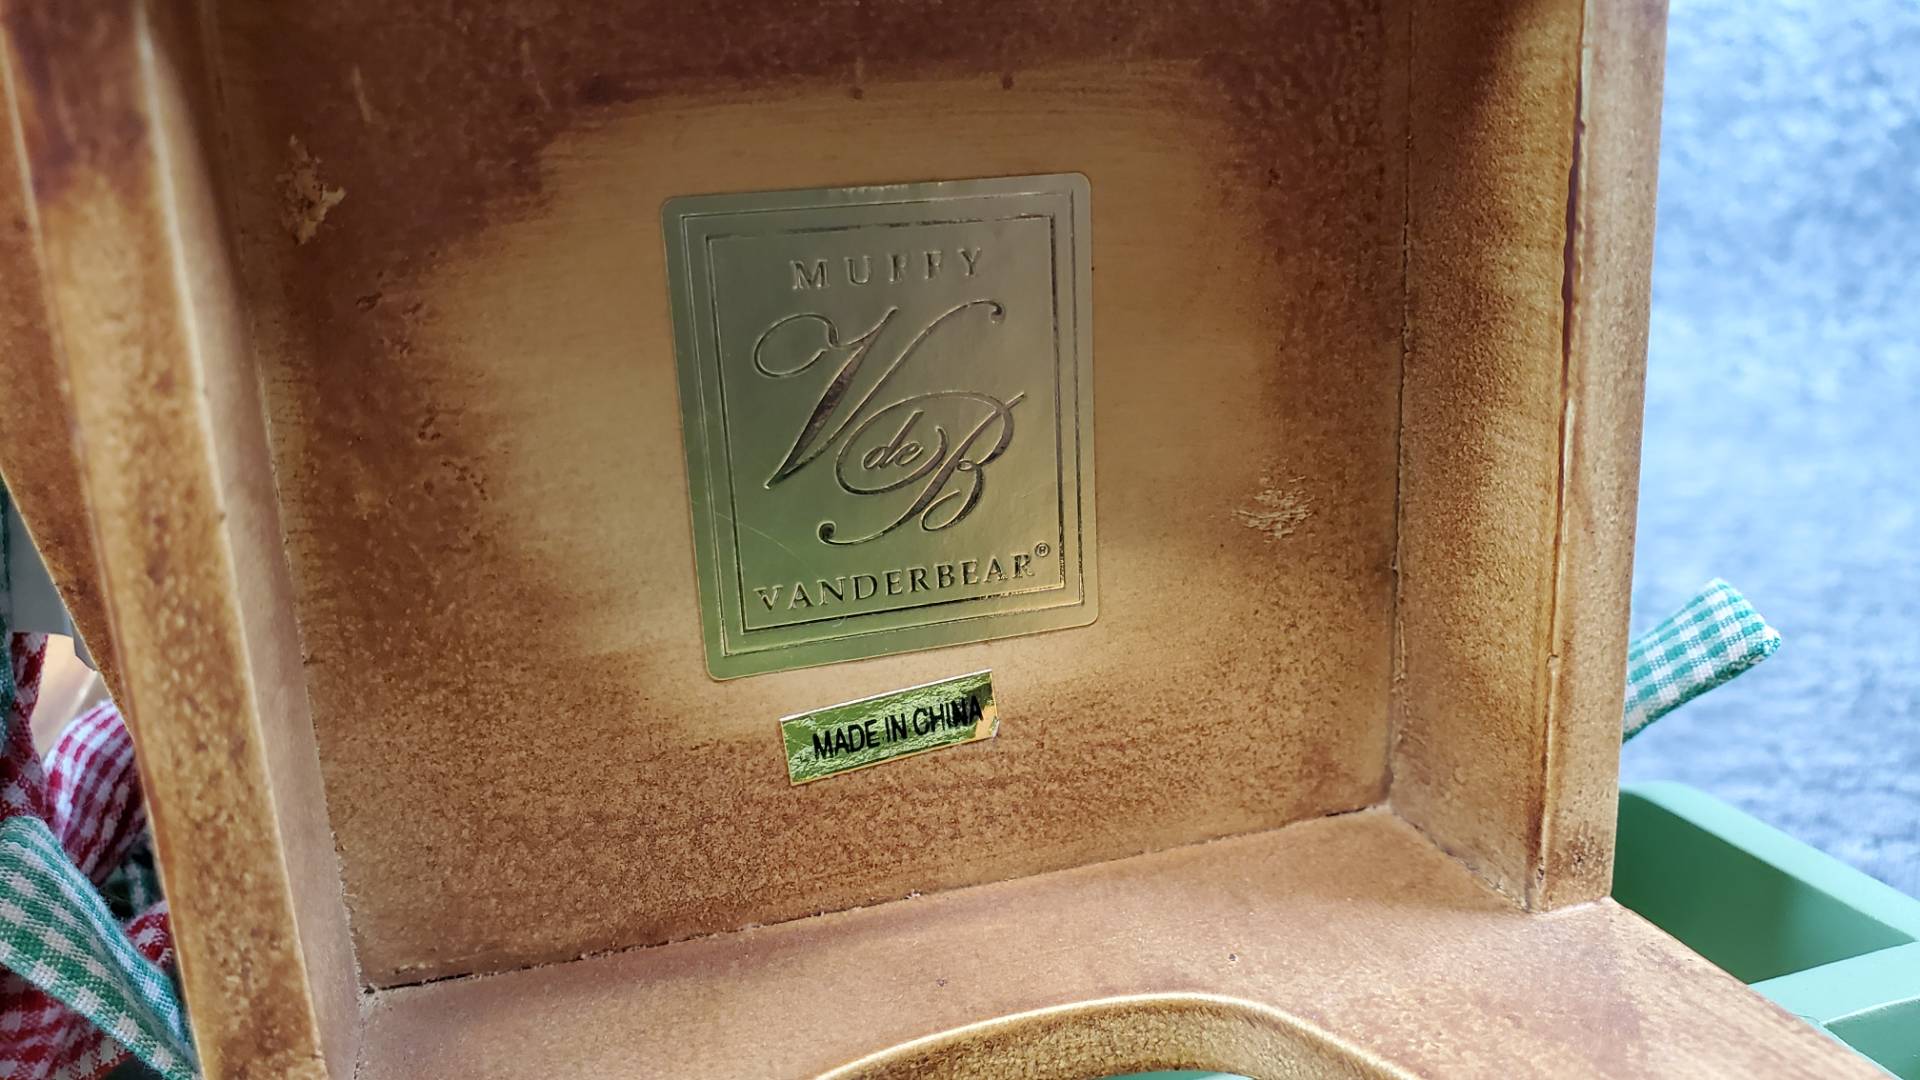 MUFFY
V de B
VANDERBEAR®
MADE IN CHINA